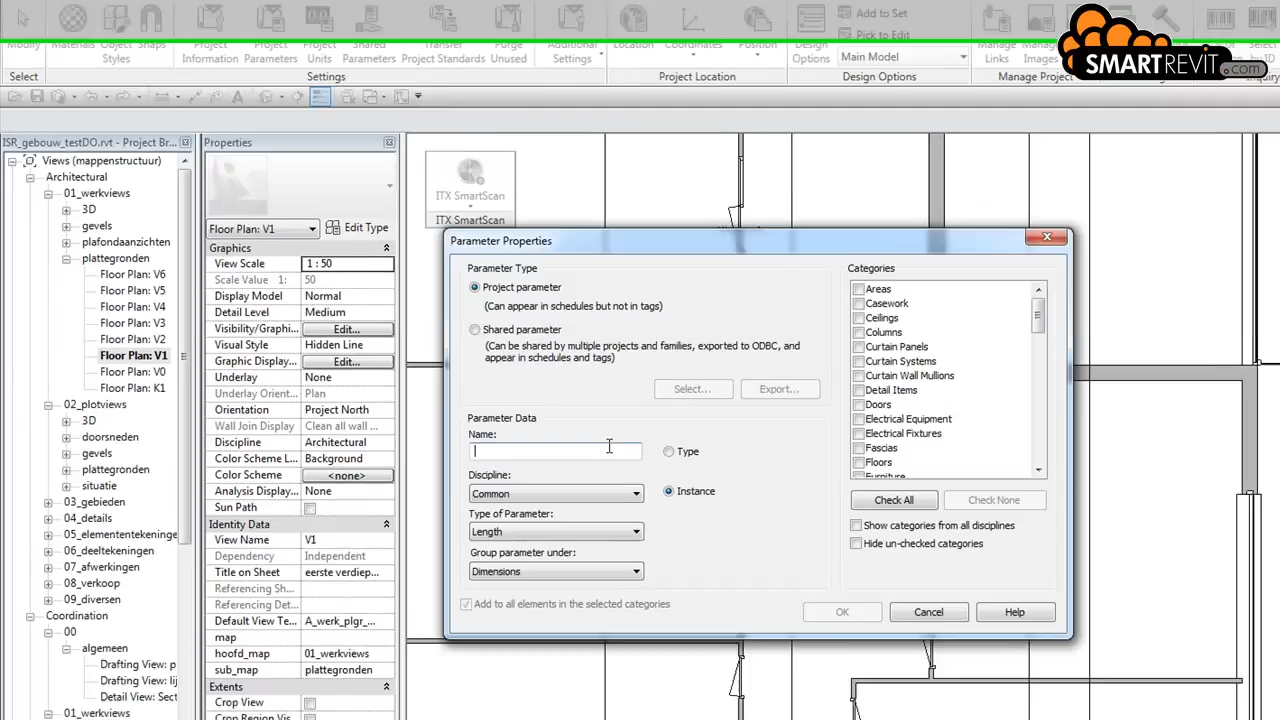 Add to Set
Pick to Edit
Modify
Materials
Object Styles
Snaps
Project Information
Project Parameters
Project Units
Shared Parameters
Transfer Project Standards
Purge Unused
Additional Settings
Location
Coordinates
Position
Design Options
Main Model
Manage Links
Manage Images
Select
Settings
Project Location
Design Options
Manage Project
SMARTREVIT.com
ISR_gebouw_testDO.rvt - Project Br...
Views (mappenstructuur)
Architectural
01_werkviews
3D
gevels
plafondaanzichten
plattegronden
Floor Plan: V6
Floor Plan: V5
Floor Plan: V4
Floor Plan: V3
Floor Plan: V2
Floor Plan: V1
Floor Plan: V0
Floor Plan: K1
02_plotviews
3D
doorsneden
gevels
plattegronden
situatie
03_gebieden
04_details
05_elemententekeningen
06_deeltekeningen
07_afwerkingen
08_verkoop
09_diversen
Coordination
00
algemeen
Drafting View: p
Drafting View: lij
Detail View: Sect
01_werkviews
Properties
Floor Plan: V1
Edit Type
Graphics
View Scale 1 : 50
Scale Value 1: 50
Display Model Normal
Detail Level Medium
Visibility/Graphi... Edit...
Visual Style Hidden Line
Graphic Display... Edit...
Underlay None
Underlay Orient... Plan
Orientation Project North
Wall Join Display Clean all wall ...
Discipline Architectural
Color Scheme L... Background
Color Scheme <none>
Analysis Display... None
Sun Path
Identity Data
View Name V1
Dependency Independent
Title on Sheet eerste verdiep...
Referencing Sh...
Referencing Det...
Default View Te... A_werk_plgr_...
map
hoofd_map 01_werkviews
sub_map plattegronden
Extents
Crop View
Crop Region Vis
ITX SmartScan
ITX SmartScan
Parameter Properties
Parameter Type
Project parameter
(Can appear in schedules but not in tags)
Shared parameter
(Can be shared by multiple projects and families, exported to ODBC, and
appear in schedules and tags)
Select...
Export...
Parameter Data
Name:
Type
Discipline:
Common
Instance
Type of Parameter:
Length
Group parameter under:
Dimensions
Add to all elements in the selected categories
Categories
Areas
Casework
Ceilings
Columns
Curtain Panels
Curtain Systems
Curtain Wall Mullions
Detail Items
Doors
Electrical Equipment
Electrical Fixtures
Fascias
Floors
Furniture
Check All
Check None
Show categories from all disciplines
Hide un-checked categories
OK
Cancel
Help